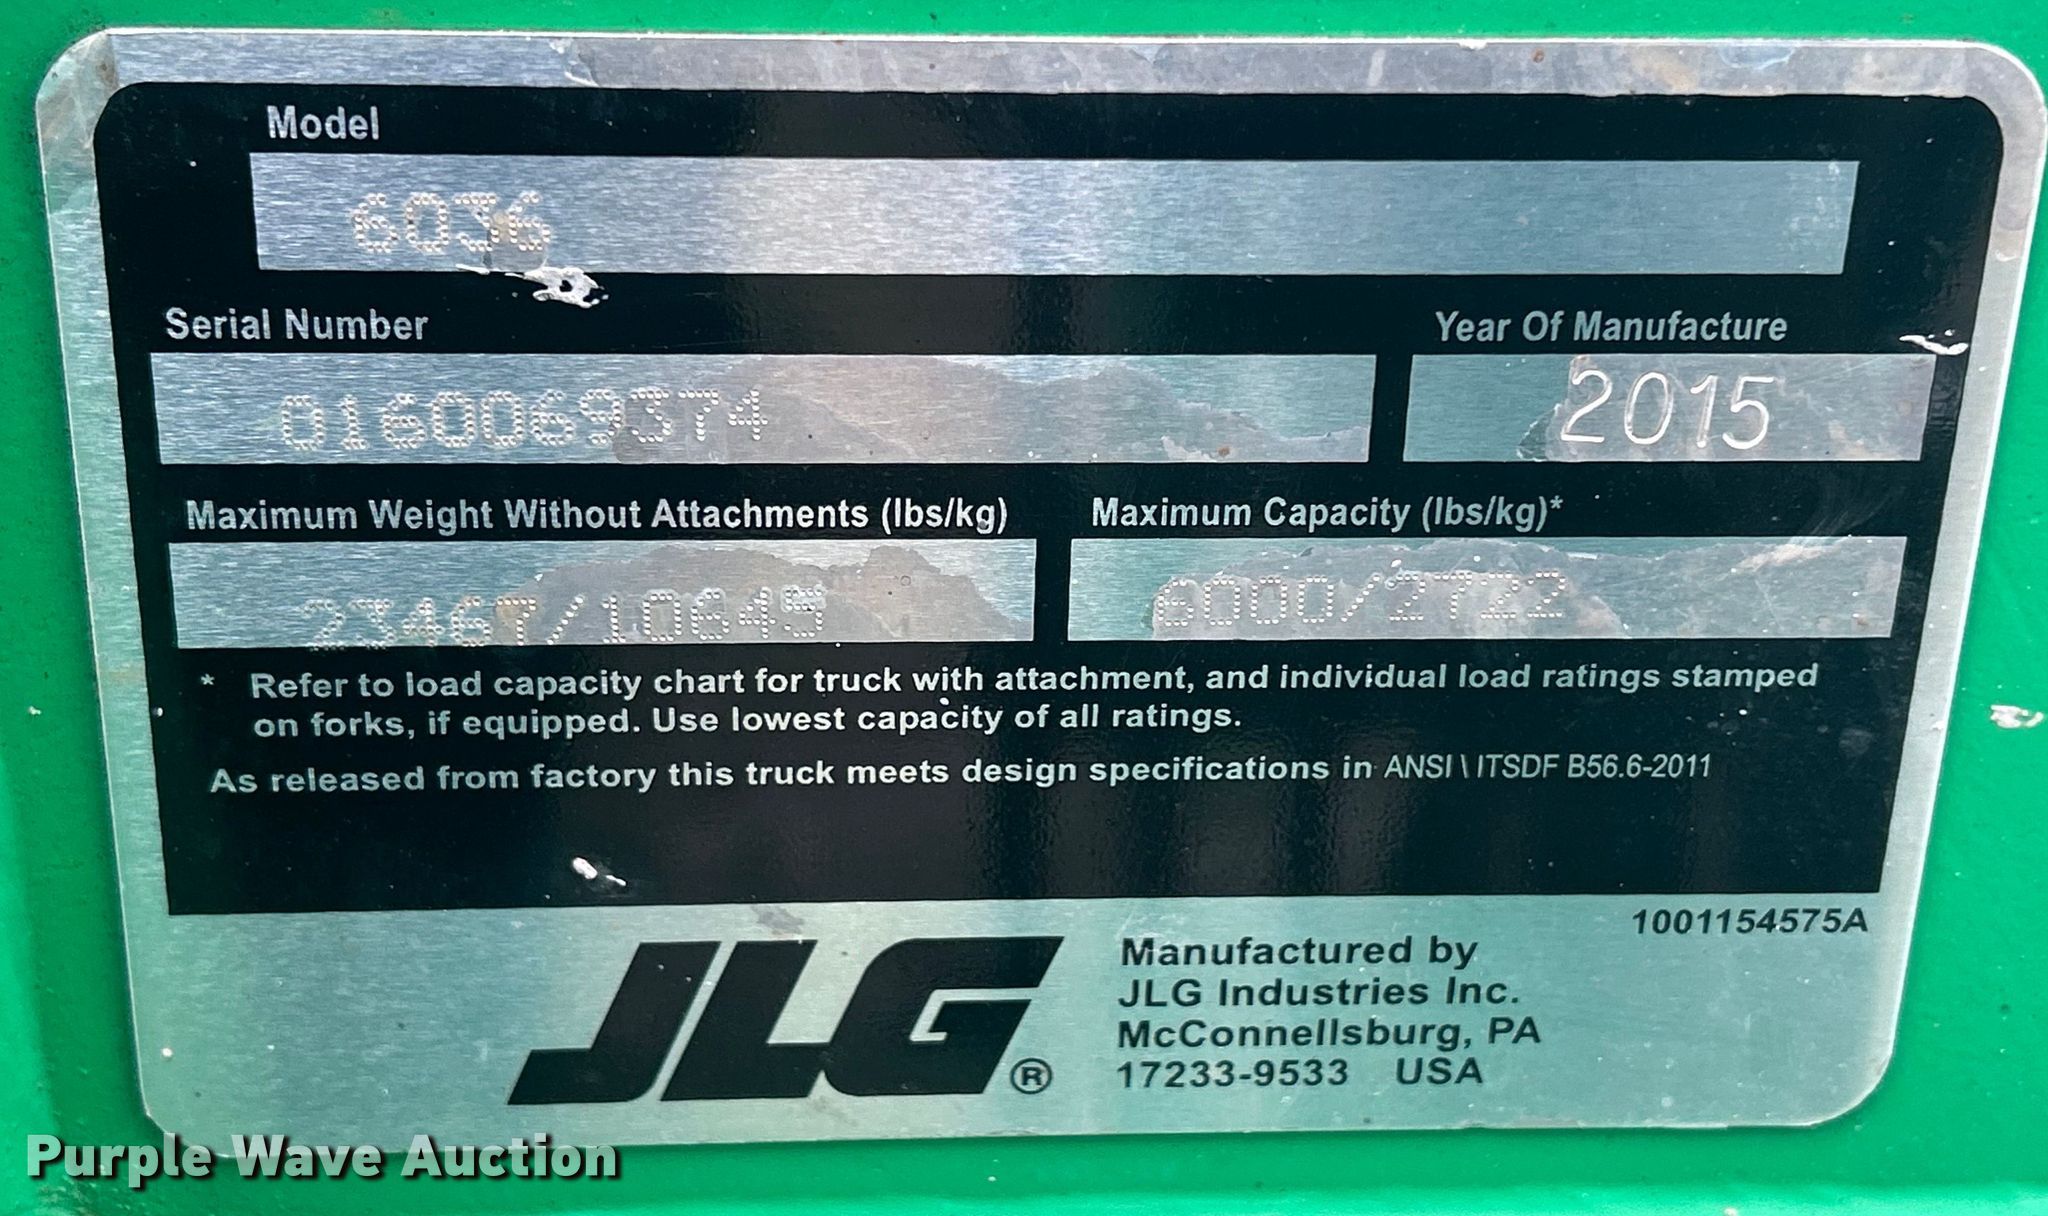 Model
6036
Serial Number
Year Of Manufacture
0160069374
2015
Maximum Weight Without Attachments (lbs/kg)
Maximum Capacity (lbs/kg)*
23467/10645
6000/2722
* Refer to load capacity chart for truck with attachment, and individual load ratings stamped
on forks, if equipped. Use lowest capacity of all ratings.
As released from factory this truck meets design specifications in ANSI \ ITSDF B56.6-2011
1001154575A
JLG®
Manufactured by
JLG Industries Inc.
McConnellsburg, PA
17233-9533 USA
Purple Wave Auction